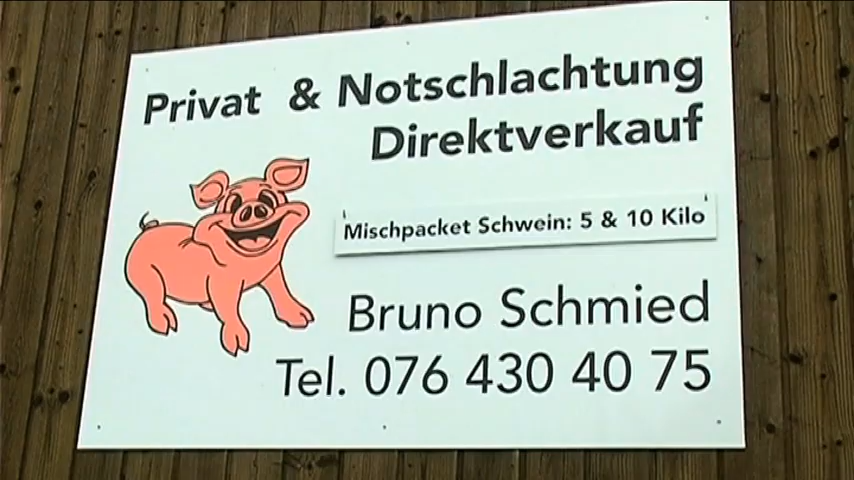 Privat & Notschlachtung
Direktverkauf
Mischpacket Schwein: 5 & 10 Kilo
Bruno Schmied
Tel. 076 430 40 75